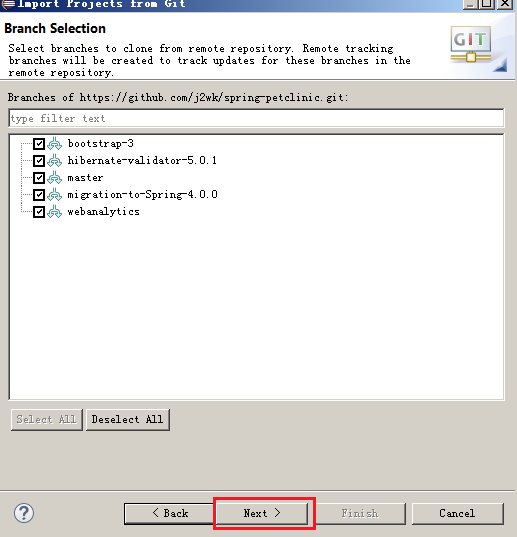 Import Projects from Git
Branch Selection
Select branches to clone from remote repository. Remote tracking
branches will be created to track updates for these branches in the
remote repository.
GIT
Branches of https://github.com/j2wk/spring-petclinic.git:
type filter text
bootstrap-3
hibernate-validator-5.0.1
master
migration-to-Spring-4.0.0
webanalytics
Select All Deselect All
? < Back Next > Finish Cancel